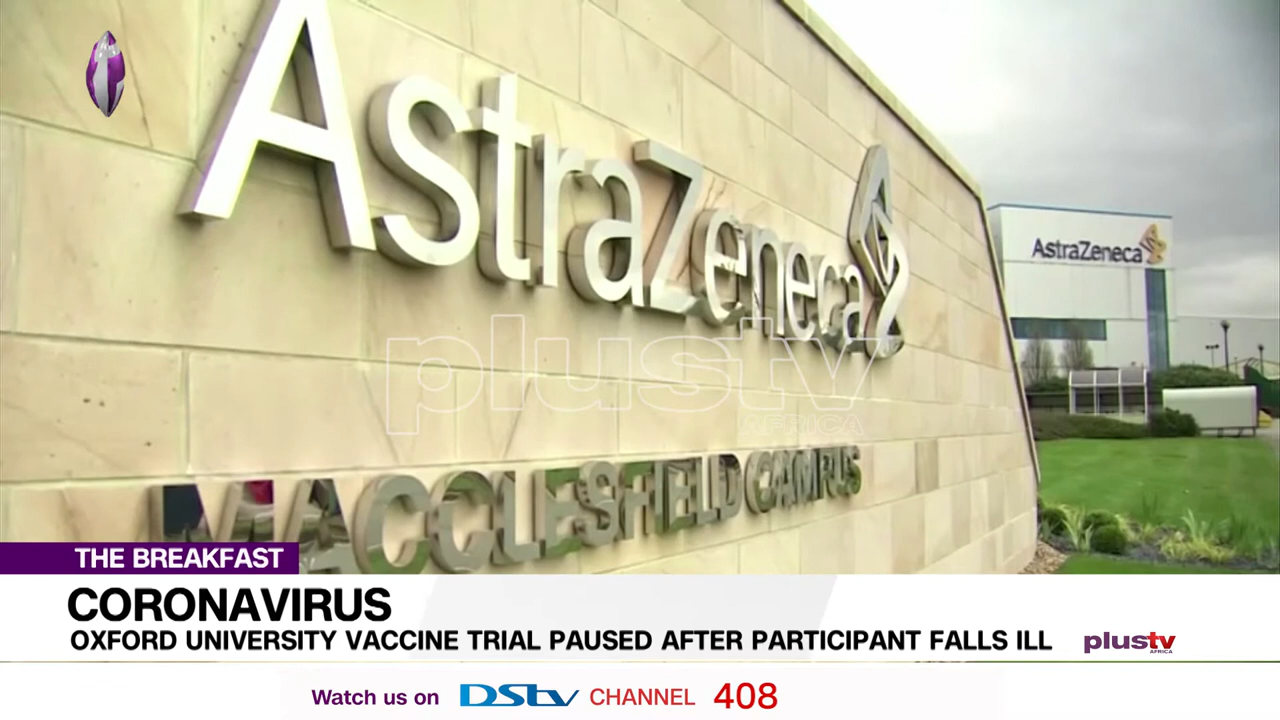 AstraZeneca
AstraZeneca
plustv
AFRICA
MACCLESFIELD CAMPUS
THE BREAKFAST
CORONAVIRUS
OXFORD UNIVERSITY VACCINE TRIAL PAUSED AFTER PARTICIPANT FALLS ILL
plustv
AFRICA
Watch us on DStv CHANNEL 408